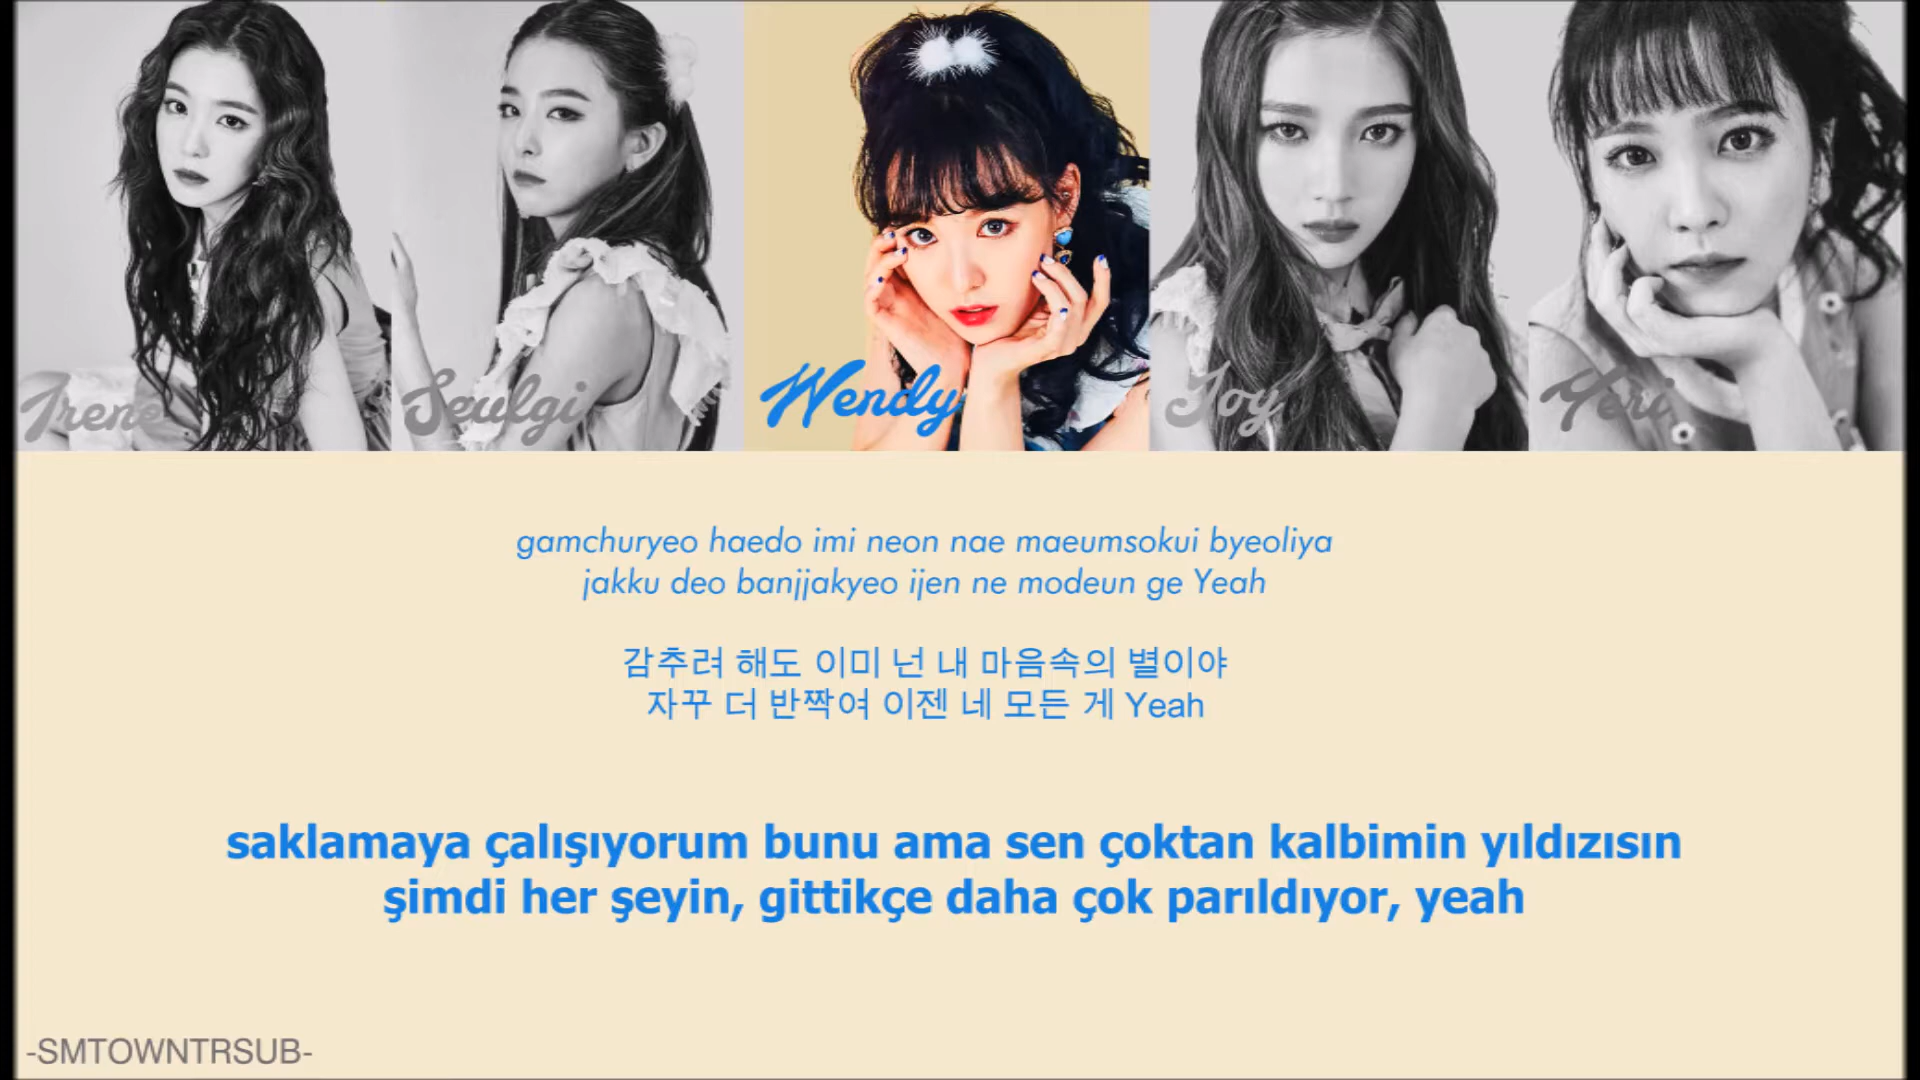 Irene
Seulgi
Wendy
Joy
Yeri
gamchuryeo haedo imi neon nae maeumsokui byeoliya
jakku deo banjjakyeo ijen ne modeun ge Yeah
감추려 해도 이미 넌 내 마음속의 별이야
자꾸 더 반짝여 이젠 네 모든 게 Yeah
saklamaya çalışıyorum bunu ama sen çoktan kalbimin yıldızısın
şimdi her şeyin, gittikçe daha çok parıldıyor, yeah
-SMTOWNTRSUB-